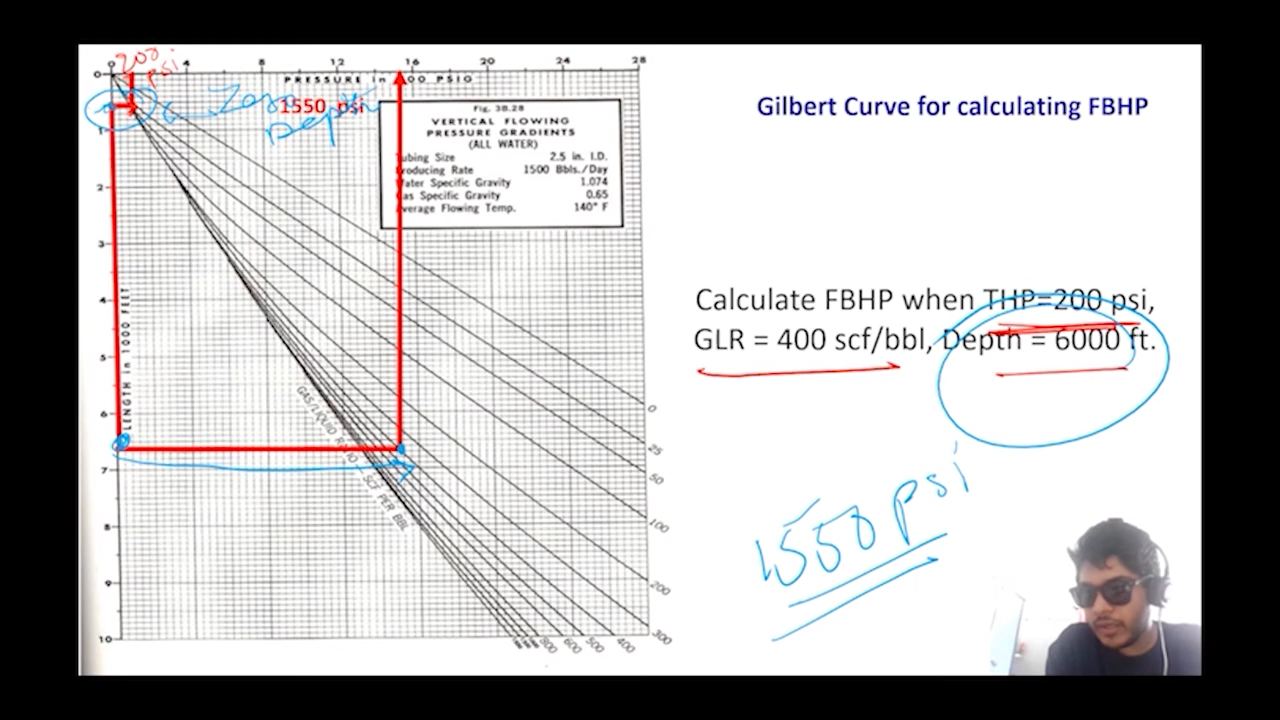 Gilbert Curve for calculating FBHP
200
psi
0 4 8 12 16 20 24 28
PRESSURE in 100 PSIG
Zero
Depth
1550 psi
Fig. 3B.28
VERTICAL FLOWING
PRESSURE GRADIENTS
(ALL WATER)
Tubing Size 2.5 in. I.D.
Producing Rate 1500 Bbls./Day
Water Specific Gravity 1.074
Gas Specific Gravity 0.65
Average Flowing Temp. 140° F
0
1
2
3
4
5
6
7
8
9
10
LENGTH in 1000 FEET
GAS/LIQUID RATIO - SCF PER BBL
0
25
50
100
200
300
400
500
600
800
Calculate FBHP when THP=200 psi,
GLR = 400 scf/bbl, Depth = 6000 ft.
1550 psi